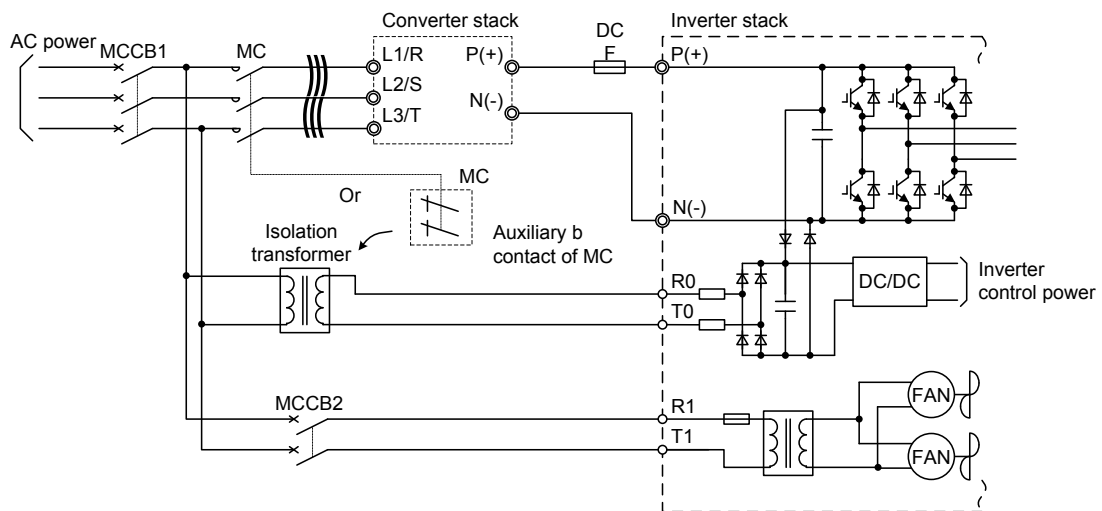 Converter stack
Inverter stack
AC power
MCCB1
MC
L1/R
P(+)
DC
F
P(+)
L2/S
N(-)
L3/T
Or
MC
N(-)
Isolation
transformer
Auxiliary b
contact of MC
R0
DC/DC
Inverter
control power
T0
MCCB2
R1
FAN
T1
FAN